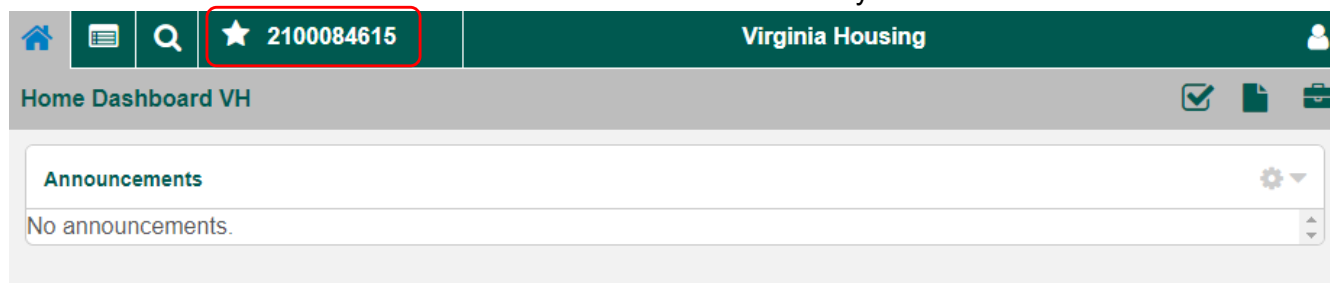 2100084615 Virginia Housing
Home Dashboard VH
Announcements
No announcements.